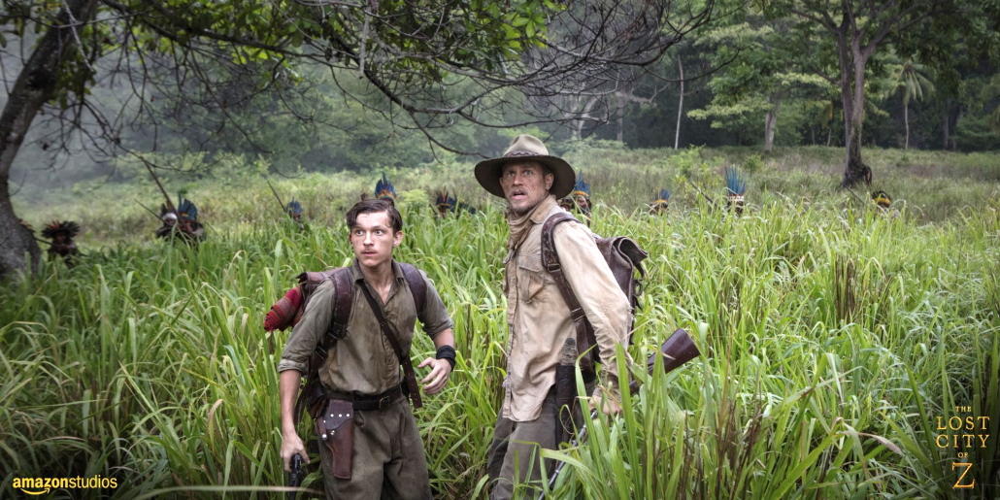 amazonstudios
THE
LOST
CITY
OF
Z